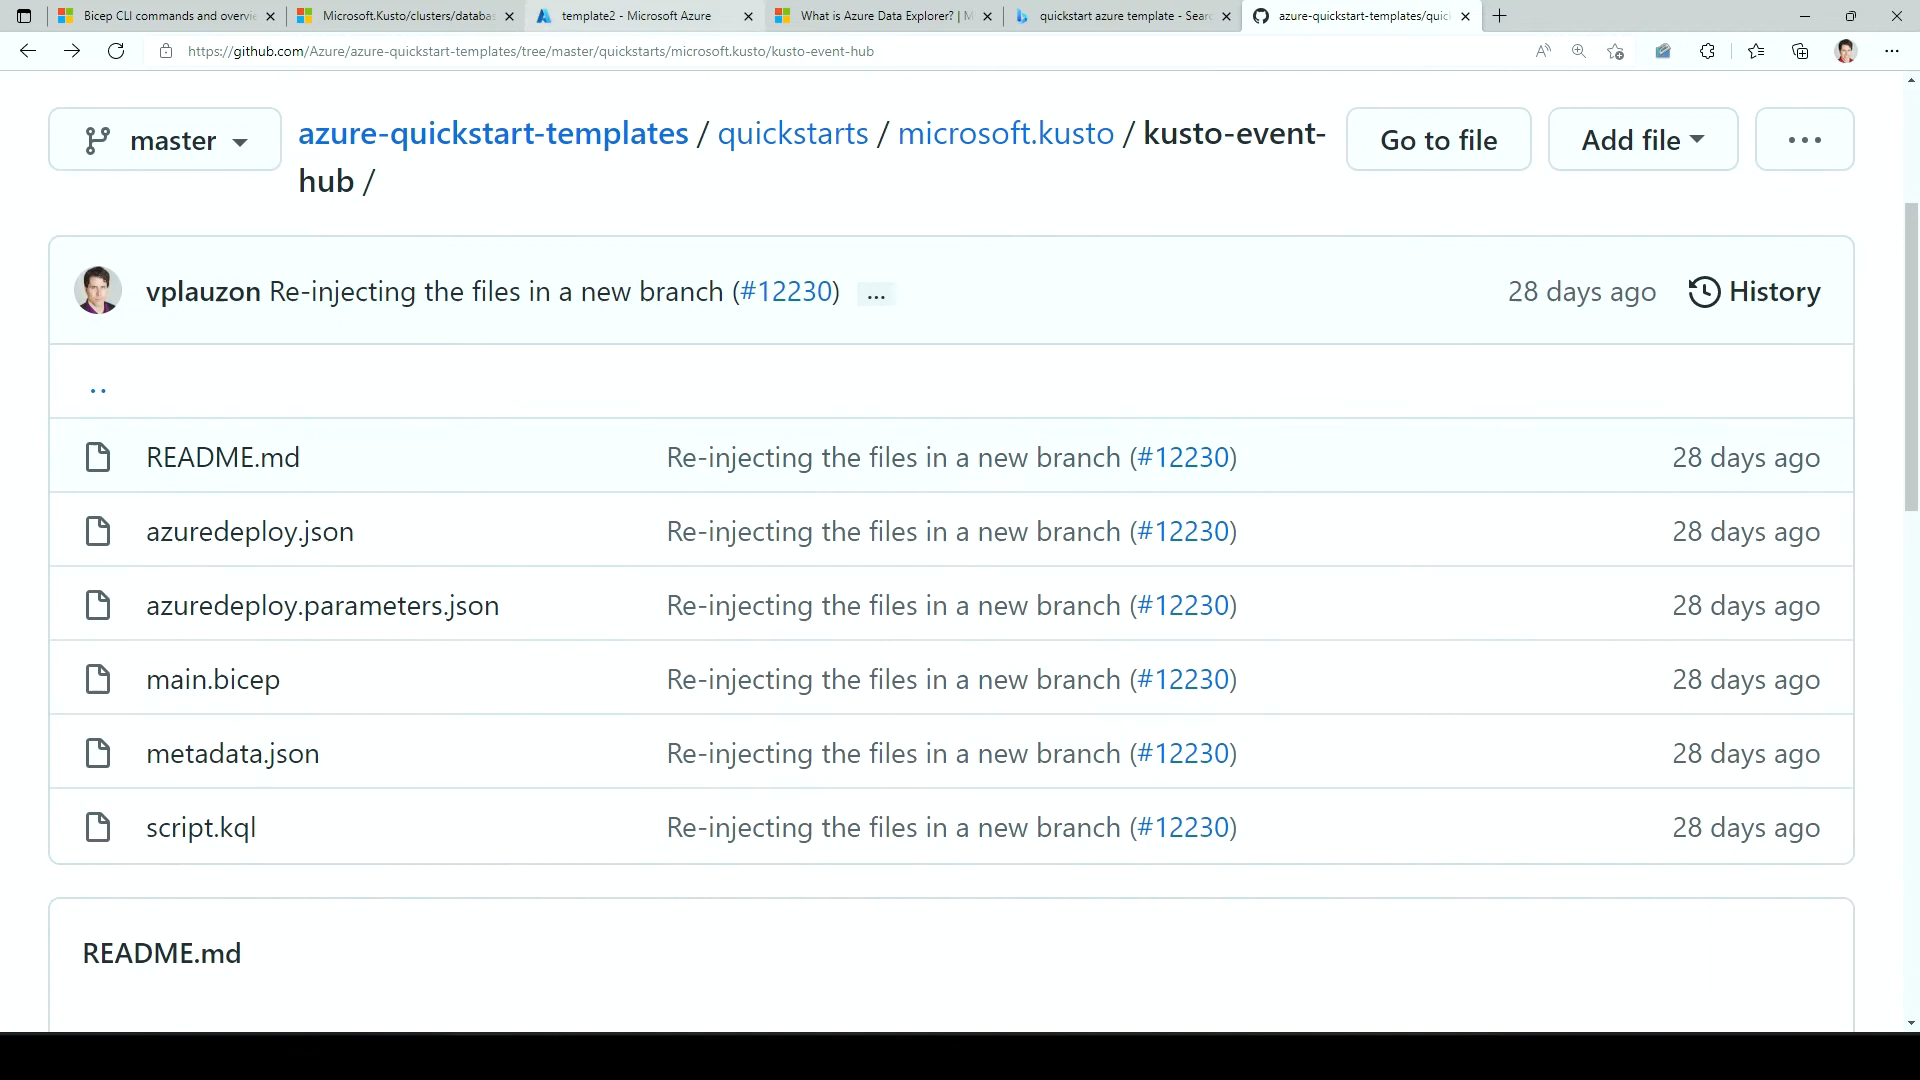 Bicep CLI commands and overvie
Microsoft.Kusto/clusters/databas
template2 - Microsoft Azure
What is Azure Data Explorer? | M
quickstart azure template - Searc
azure-quickstart-templates/quic
https://github.com/Azure/azure-quickstart-templates/tree/master/quickstarts/microsoft.kusto/kusto-event-hub
master
azure-quickstart-templates / quickstarts / microsoft.kusto / kusto-event-
hub /
Go to file
Add file
...
vplauzon Re-injecting the files in a new branch (#12230) ...
28 days ago
History
..
README.md Re-injecting the files in a new branch (#12230) 28 days ago
azuredeploy.json Re-injecting the files in a new branch (#12230) 28 days ago
azuredeploy.parameters.json Re-injecting the files in a new branch (#12230) 28 days ago
main.bicep Re-injecting the files in a new branch (#12230) 28 days ago
metadata.json Re-injecting the files in a new branch (#12230) 28 days ago
script.kql Re-injecting the files in a new branch (#12230) 28 days ago
README.md